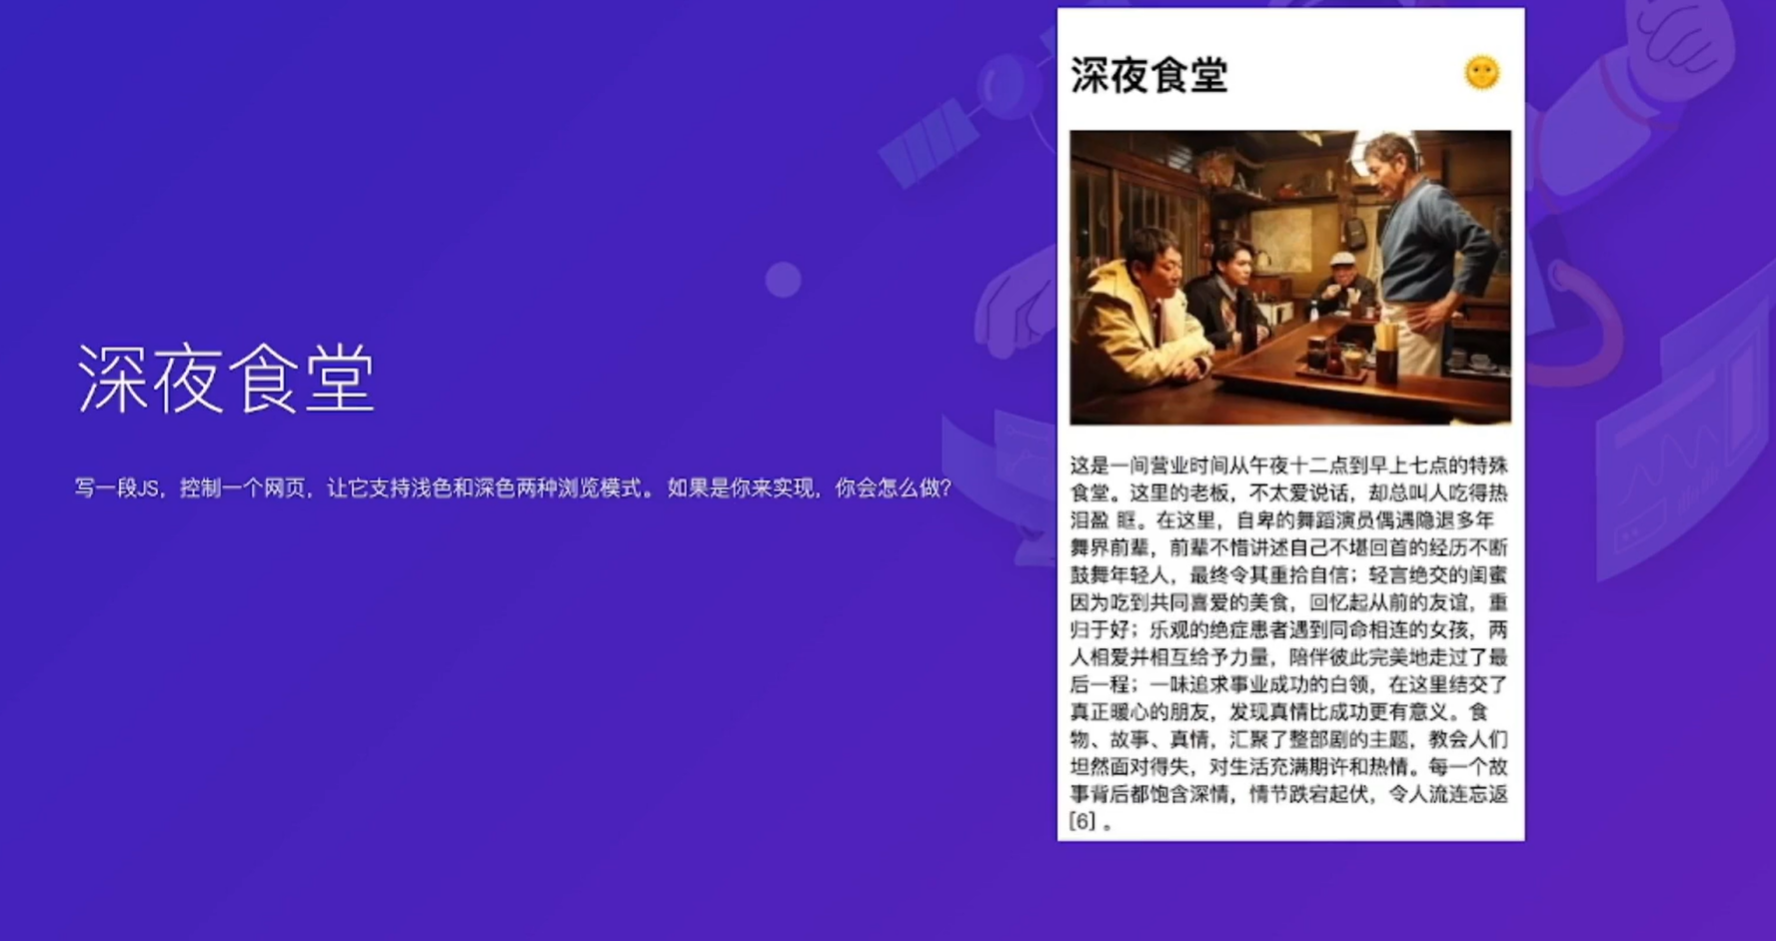 深夜食堂
写一段JS，控制一个网页，让它支持浅色和深色两种浏览模式。如果是你来实现，你会怎么做？
深夜食堂
这是一间营业时间从午夜十二点到早上七点的特殊
食堂。这里的老板，不太爱说话，却总叫人吃得热
泪盈 眶。在这里，自卑的舞蹈演员偶遇隐退多年
舞界前辈，前辈不惜讲述自己不堪回首的经历不断
鼓舞年轻人，最终令其重拾自信；轻言绝交的闺蜜
因为吃到共同喜爱的美食，回忆起从前的友谊，重
归于好；乐观的绝症患者遇到同命相连的女孩，两
人相爱并相互给予力量，陪伴彼此完美地走过了最
后一程；一味追求事业成功的白领，在这里结交了
真正暖心的朋友，发现真情比成功更有意义。食
物、故事、真情，汇聚了整部剧的主题，教会人们
坦然面对得失，对生活充满期许和热情。每一个故
事背后都饱含深情，情节跌宕起伏，令人流连忘返
[6] 。